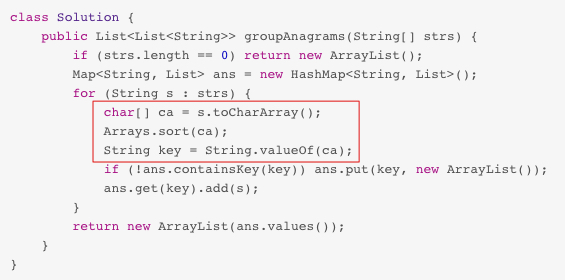 class Solution {
    public List<List<String>> groupAnagrams(String[] strs) {
        if (strs.length == 0) return new ArrayList();
        Map<String, List> ans = new HashMap<String, List>();
        for (String s : strs) {
            char[] ca = s.toCharArray();
            Arrays.sort(ca);
            String key = String.valueOf(ca);
            if (!ans.containsKey(key)) ans.put(key, new ArrayList());
            ans.get(key).add(s);
        }
        return new ArrayList(ans.values());
    }
}